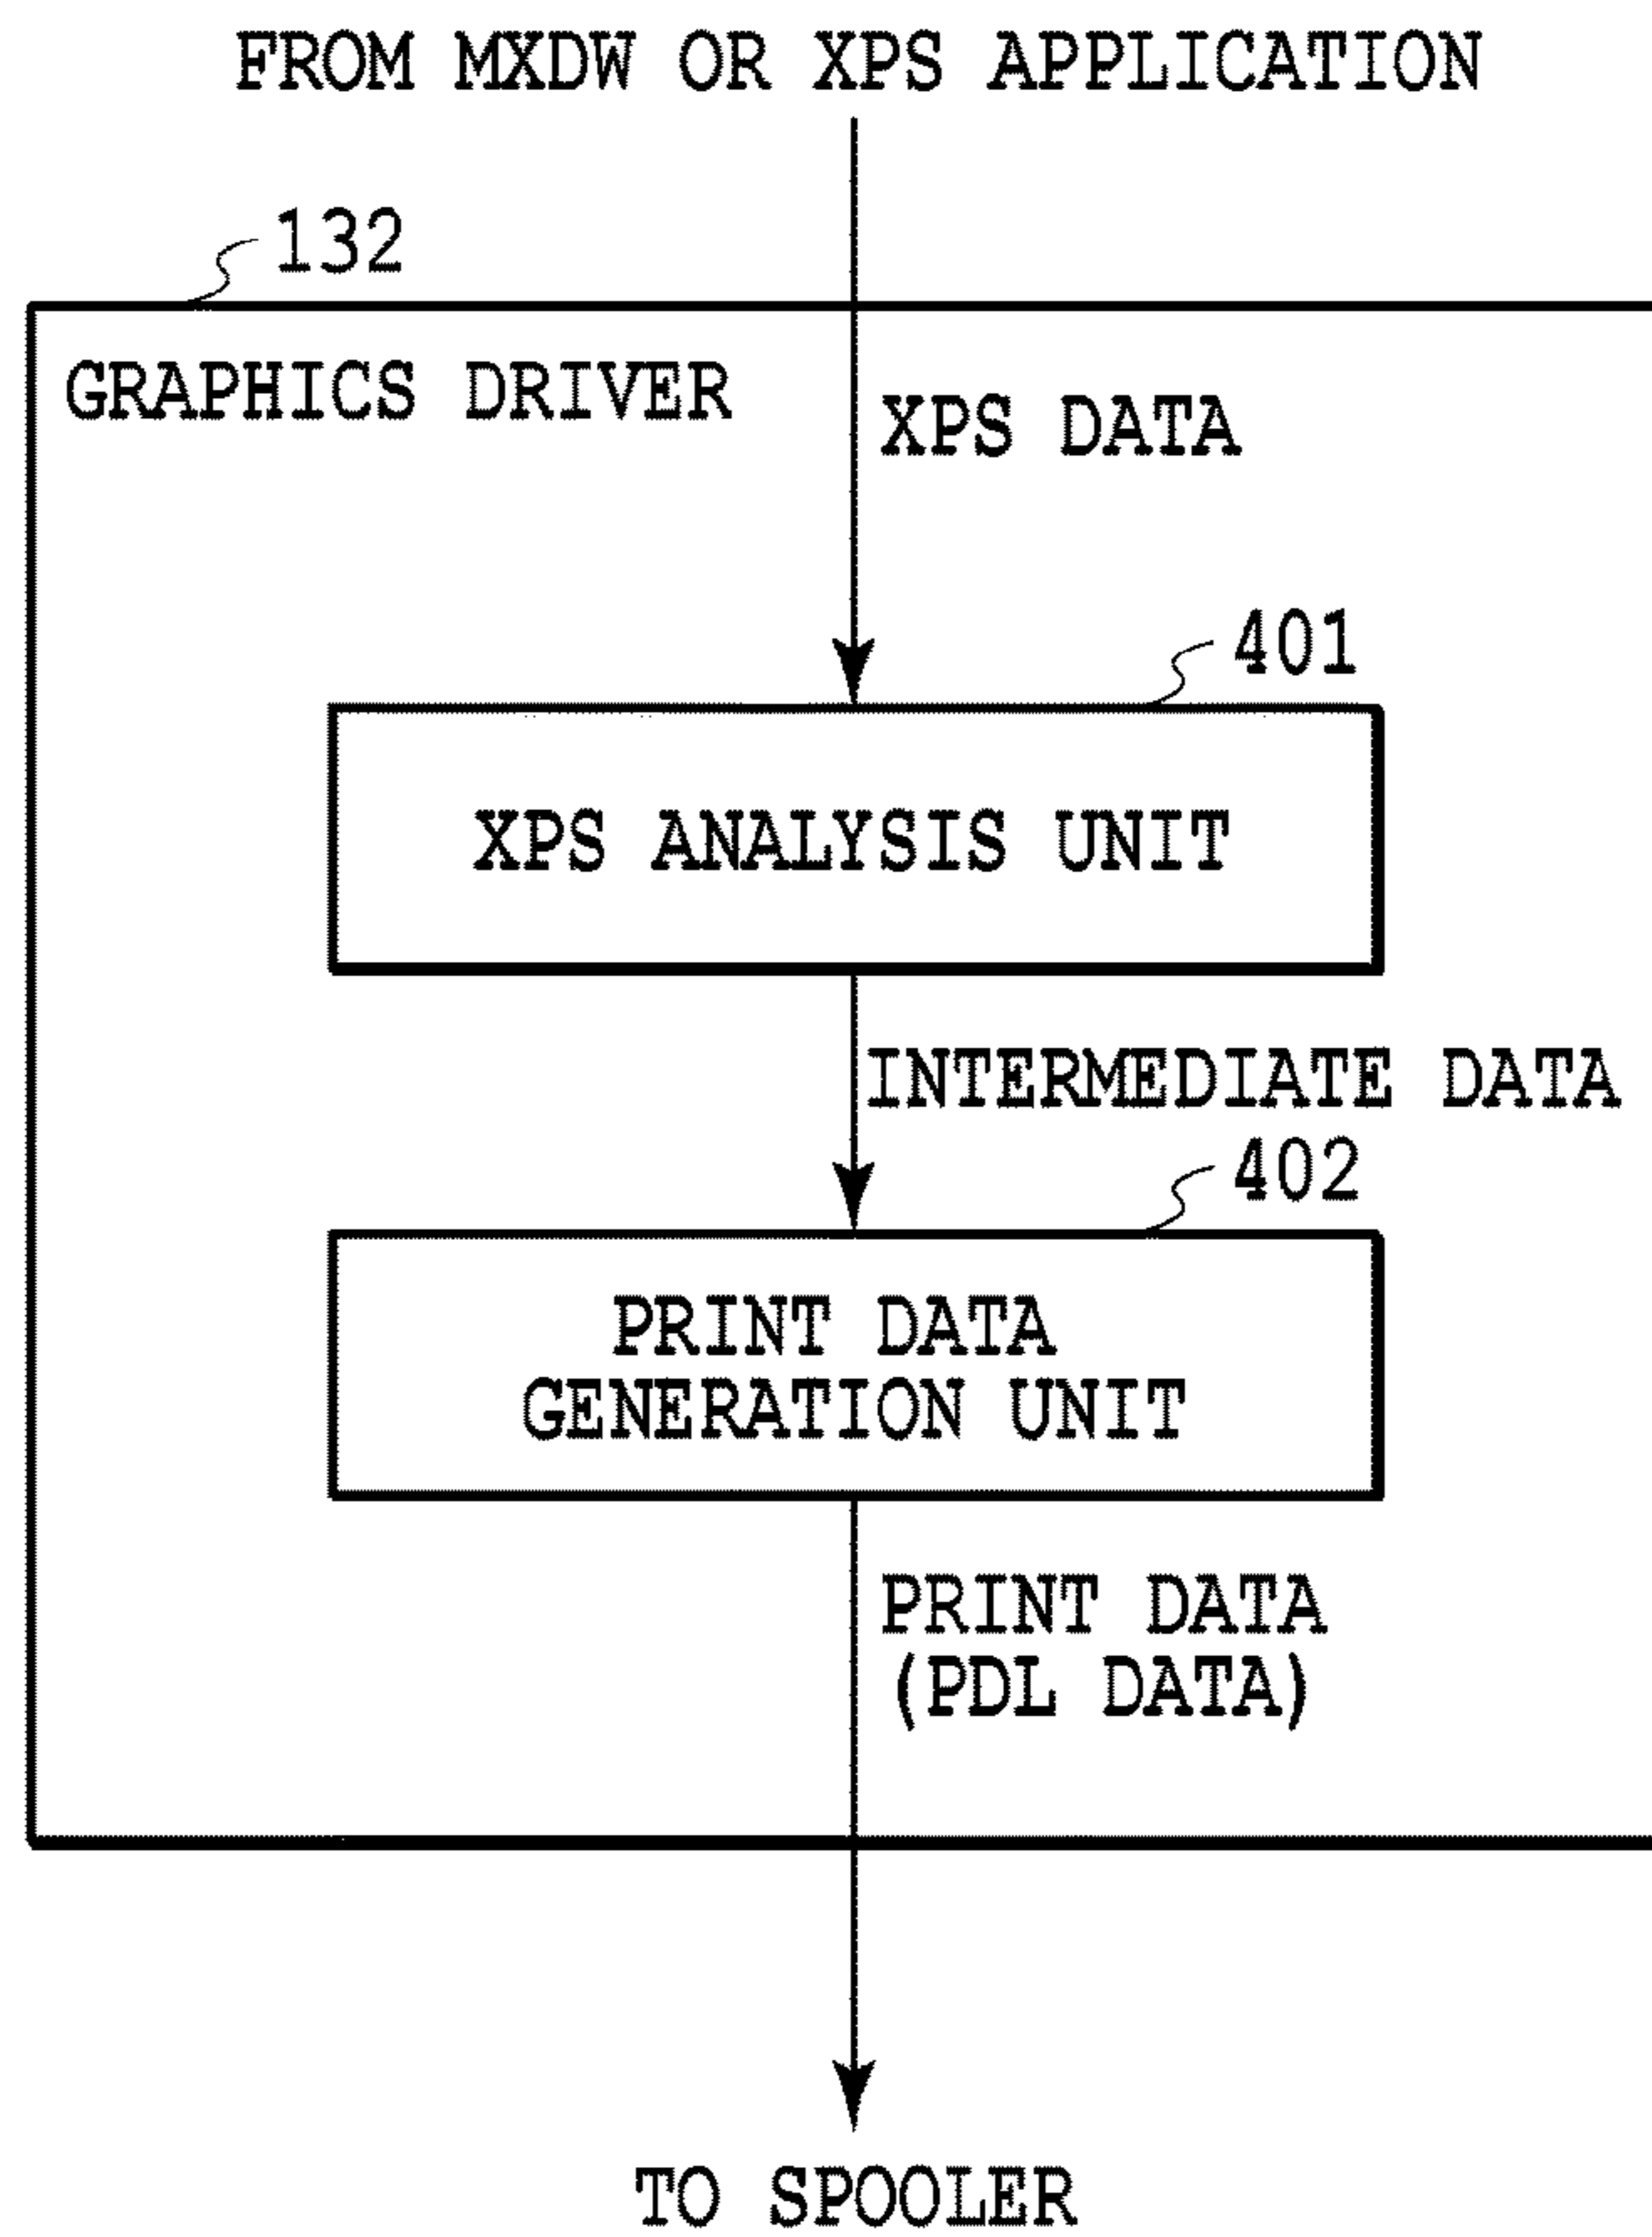 FROM MXDW OR XPS APPLICATION
132
GRAPHICS DRIVER
XPS DATA
401
XPS ANALYSIS UNIT
INTERMEDIATE DATA
402
PRINT DATA
GENERATION UNIT
PRINT DATA
(PDL DATA)
TO SPOOLER